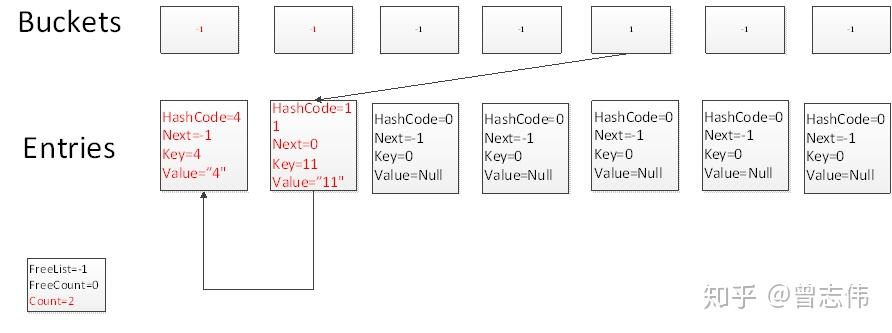 Buckets
-1
-1
-1
-1
1
-1
-1
Entries
HashCode=4
Next=-1
Key=4
Value="4"
HashCode=1
1
Next=0
Key=11
Value="11"
HashCode=0
Next=-1
Key=0
Value=Null
HashCode=0
Next=-1
Key=0
Value=Null
HashCode=0
Next=-1
Key=0
Value=Null
HashCode=0
Next=-1
Key=0
Value=Null
HashCode=0
Next=-1
Key=0
Value=Null
FreeList=-1
FreeCount=0
Count=2
知乎 @曾志伟